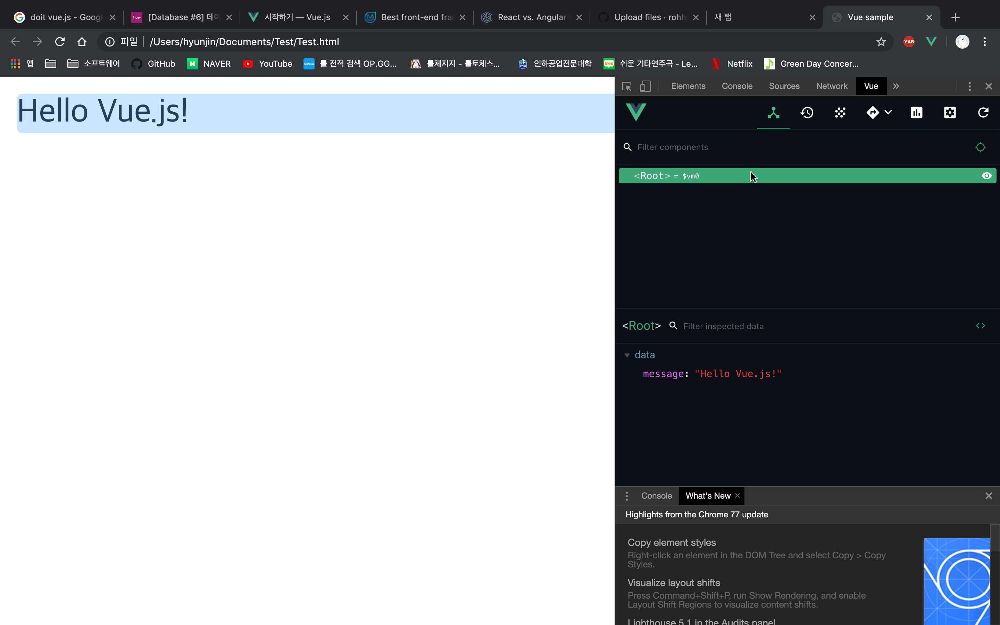 doit vue.js - Googl
how
[Database #6] 데이
시작하기 — Vue.js
Best front-end fra
React vs. Angular
Upload files · rohh
새 탭
Vue sample
파일 /Users/hyunjin/Documents/Test/Test.html
YAB
앱
소프트웨어
GitHub
N
NAVER
YouTube
OP.GG
롤 전적 검색 OP.GG...
롤체지지 - 롤토체스...
1958
인하공업전문대학
blog
쉬운 기타연주곡 - Le...
Netflix
Green Day Concer...
Hello Vue.js!
Elements
Console
Sources
Network
Vue
Filter components
<Root> = $vm0
<Root>
Filter inspected data
<>
data
message: "Hello Vue.js!"
Console
What's New
Highlights from the Chrome 77 update
Copy element styles
Right-click an element in the DOM Tree and select Copy > Copy
Styles.
Visualize layout shifts
Press Command+Shift+P, run Show Rendering, and enable
Layout Shift Regions to visualize content shifts.
Lighthouse 5.1 in the Audits panel